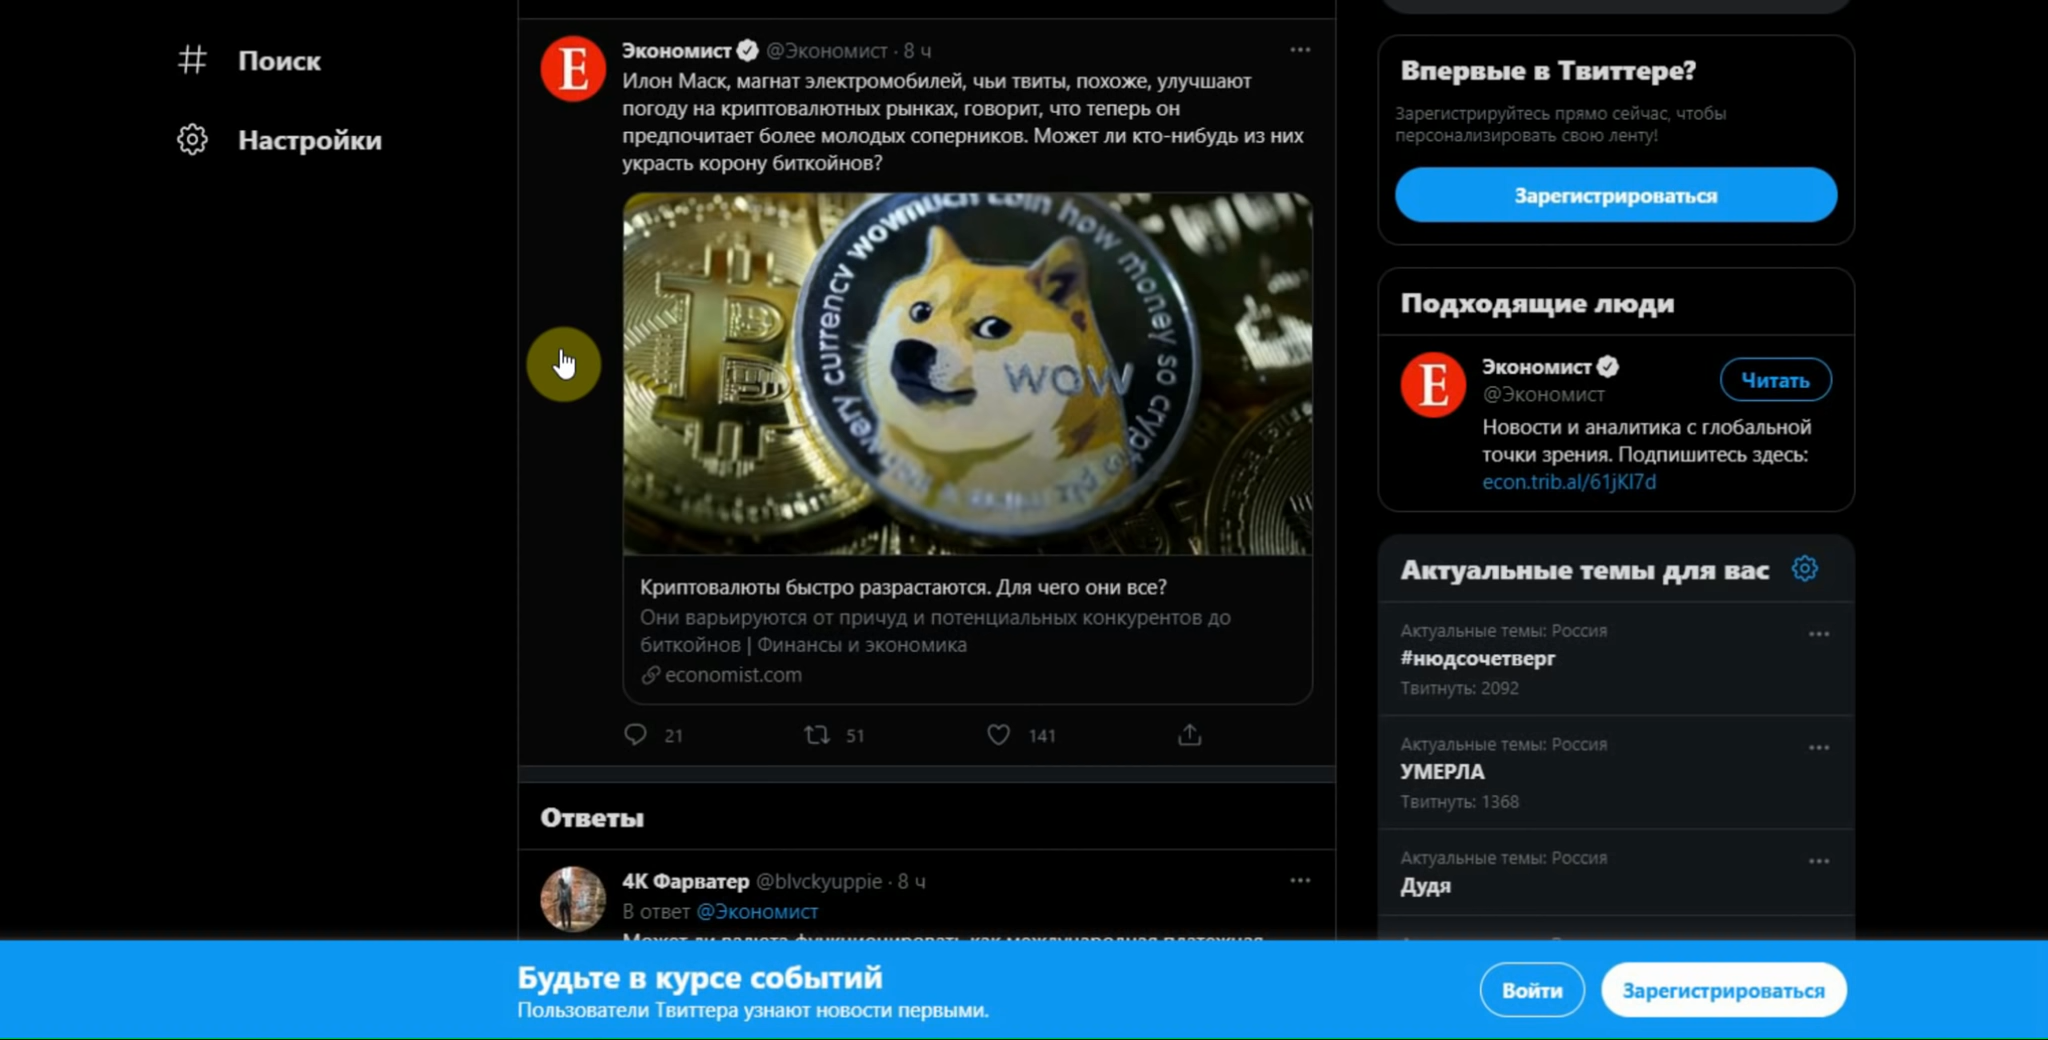 Поиск
Настройки
Экономист @Экономист · 8 ч
Илон Маск, магнат электромобилей, чьи твиты, похоже, улучшают
погоду на криптовалютных рынках, говорит, что теперь он
предпочитает более молодых соперников. Может ли кто-нибудь из них
украсть корону биткойнов?
currency wow much coin how money so crypto
wow
Криптовалюты быстро разрастаются. Для чего они все?
Они варьируются от причуд и потенциальных конкурентов до
биткойнов | Финансы и экономика
economist.com
21 51 141
Ответы
4К Фарватер @blvckyuppie · 8 ч
В ответ @Экономист
Впервые в Твиттере?
Зарегистрируйтесь прямо сейчас, чтобы
персонализировать свою ленту!
Зарегистрироваться
Подходящие люди
Экономист
@Экономист
Читать
Новости и аналитика с глобальной
точки зрения. Подпишитесь здесь:
econ.trib.al/61jKI7d
Актуальные темы для вас
Актуальные темы: Россия
#нюдсочетверг
Твитнуть: 2092
Актуальные темы: Россия
УМЕРЛА
Твитнуть: 1368
Актуальные темы: Россия
Дудя
Будьте в курсе событий
Пользователи Твиттера узнают новости первыми.
Войти
Зарегистрироваться